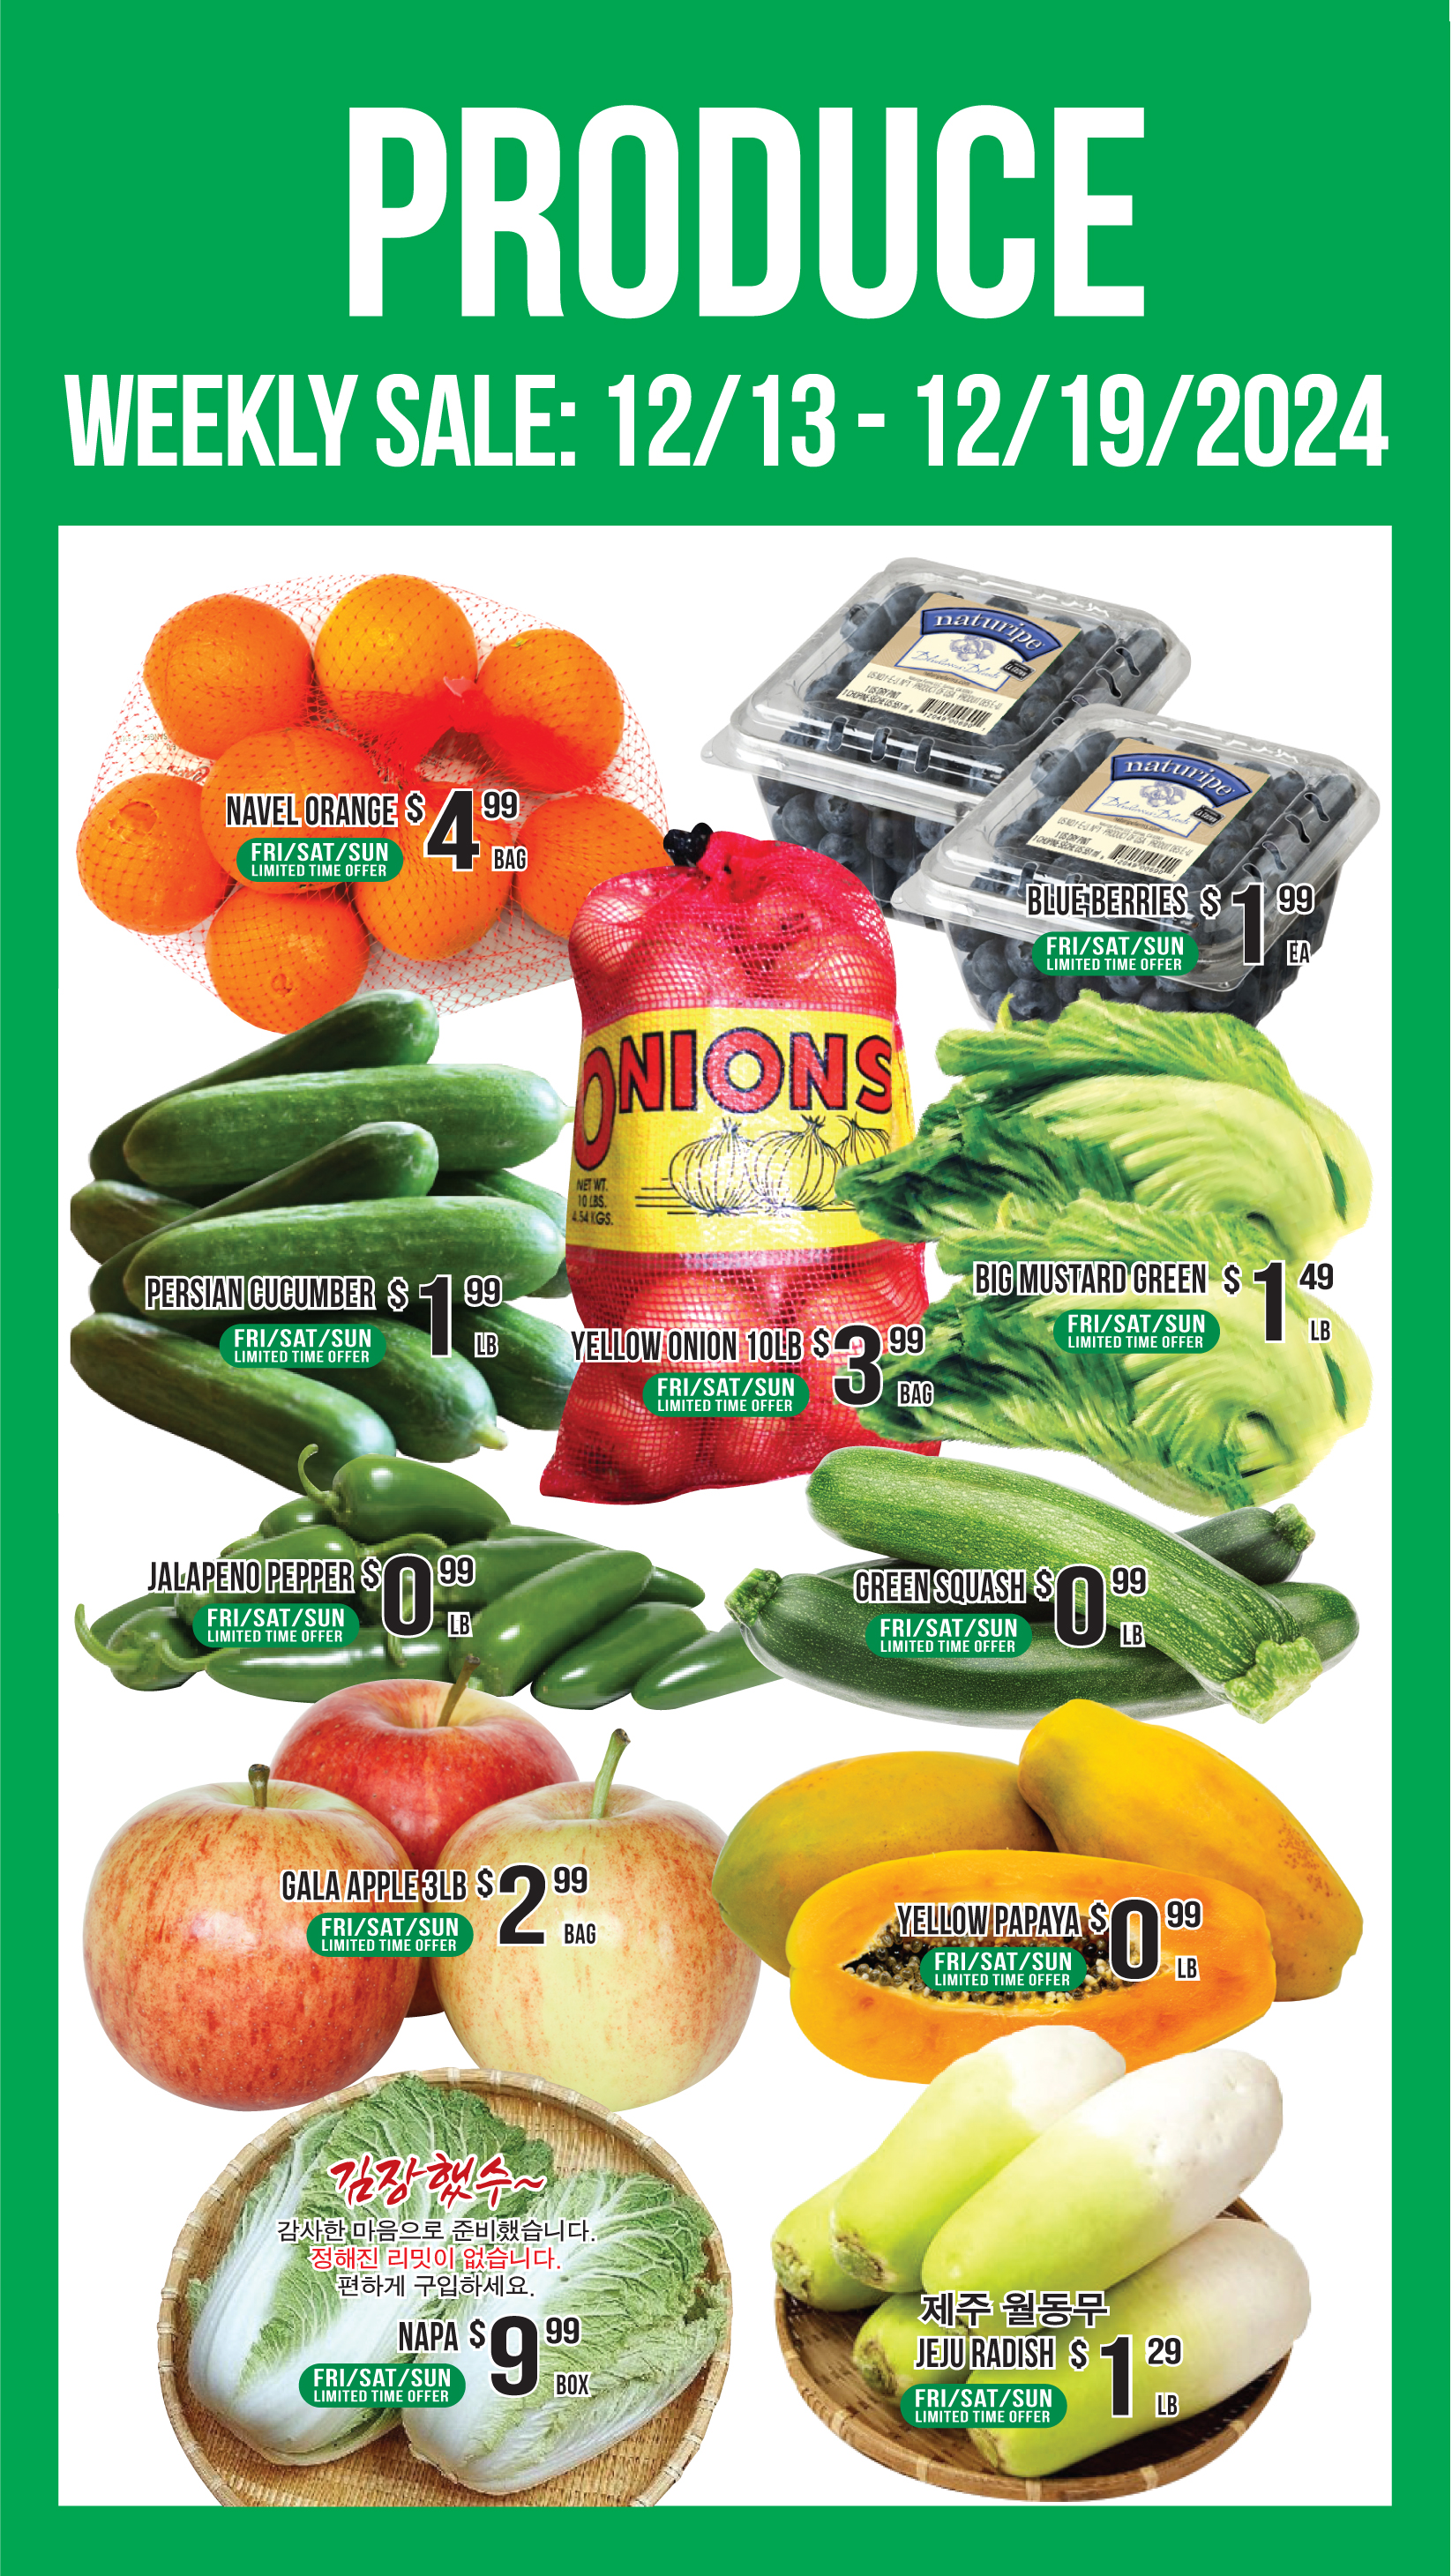 PRODUCE
WEEKLY SALE: 12/13 - 12/19/2024
naturipe
naturipe
NAVEL ORANGE $4.99 BAG
FRI/SAT/SUN
LIMITED TIME OFFER
BLUE BERRIES $1.99 EA
FRI/SAT/SUN
LIMITED TIME OFFER
ONIONS
NET WT.
10 LBS.
4.54 KGS.
PERSIAN CUCUMBER $1.99 LB
FRI/SAT/SUN
LIMITED TIME OFFER
YELLOW ONION 10LB $3.99 BAG
FRI/SAT/SUN
LIMITED TIME OFFER
BIG MUSTARD GREEN $1.49 LB
FRI/SAT/SUN
LIMITED TIME OFFER
JALAPENO PEPPER $0.99 LB
FRI/SAT/SUN
LIMITED TIME OFFER
GREEN SQUASH $0.99 LB
FRI/SAT/SUN
LIMITED TIME OFFER
GALA APPLE 3LB $2.99 BAG
FRI/SAT/SUN
LIMITED TIME OFFER
YELLOW PAPAYA $0.99 LB
FRI/SAT/SUN
LIMITED TIME OFFER
김장했수~
감사한 마음으로 준비했습니다.
정해진 리밋이 없습니다.
편하게 구입하세요.
NAPA $9.99 BOX
FRI/SAT/SUN
LIMITED TIME OFFER
제주 월동무
JEJU RADISH $1.29 LB
FRI/SAT/SUN
LIMITED TIME OFFER